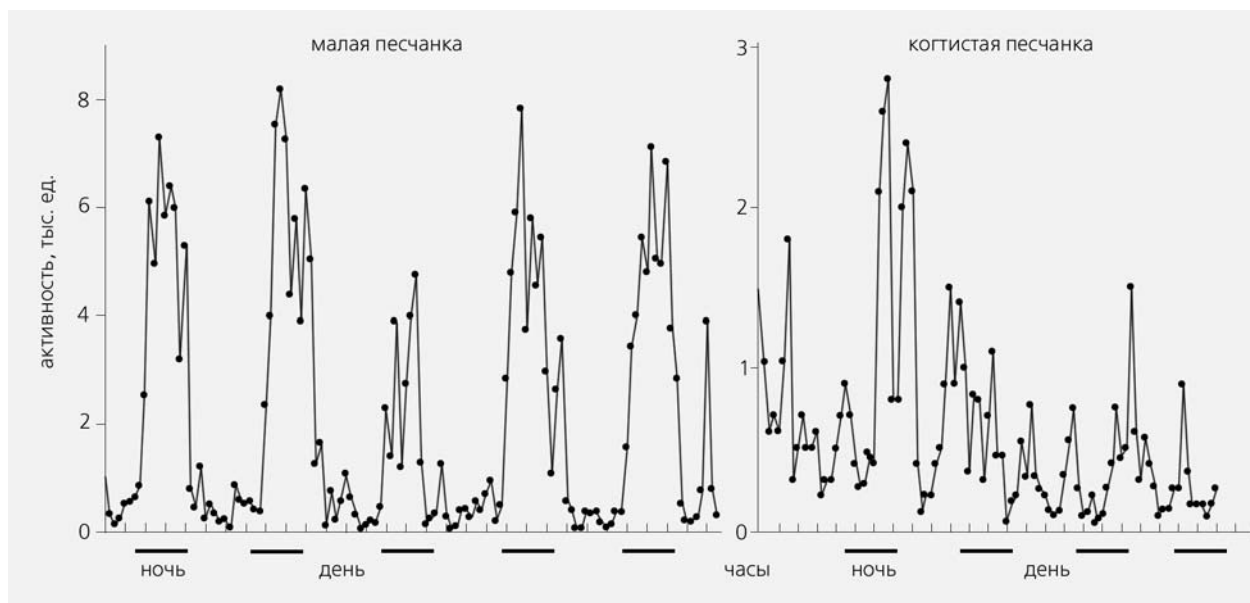 малая песчанка
когтистая песчанка
активность, тыс. ед.
8
6
4
2
0
3
2
1
0
ночь
день
часы
ночь
день